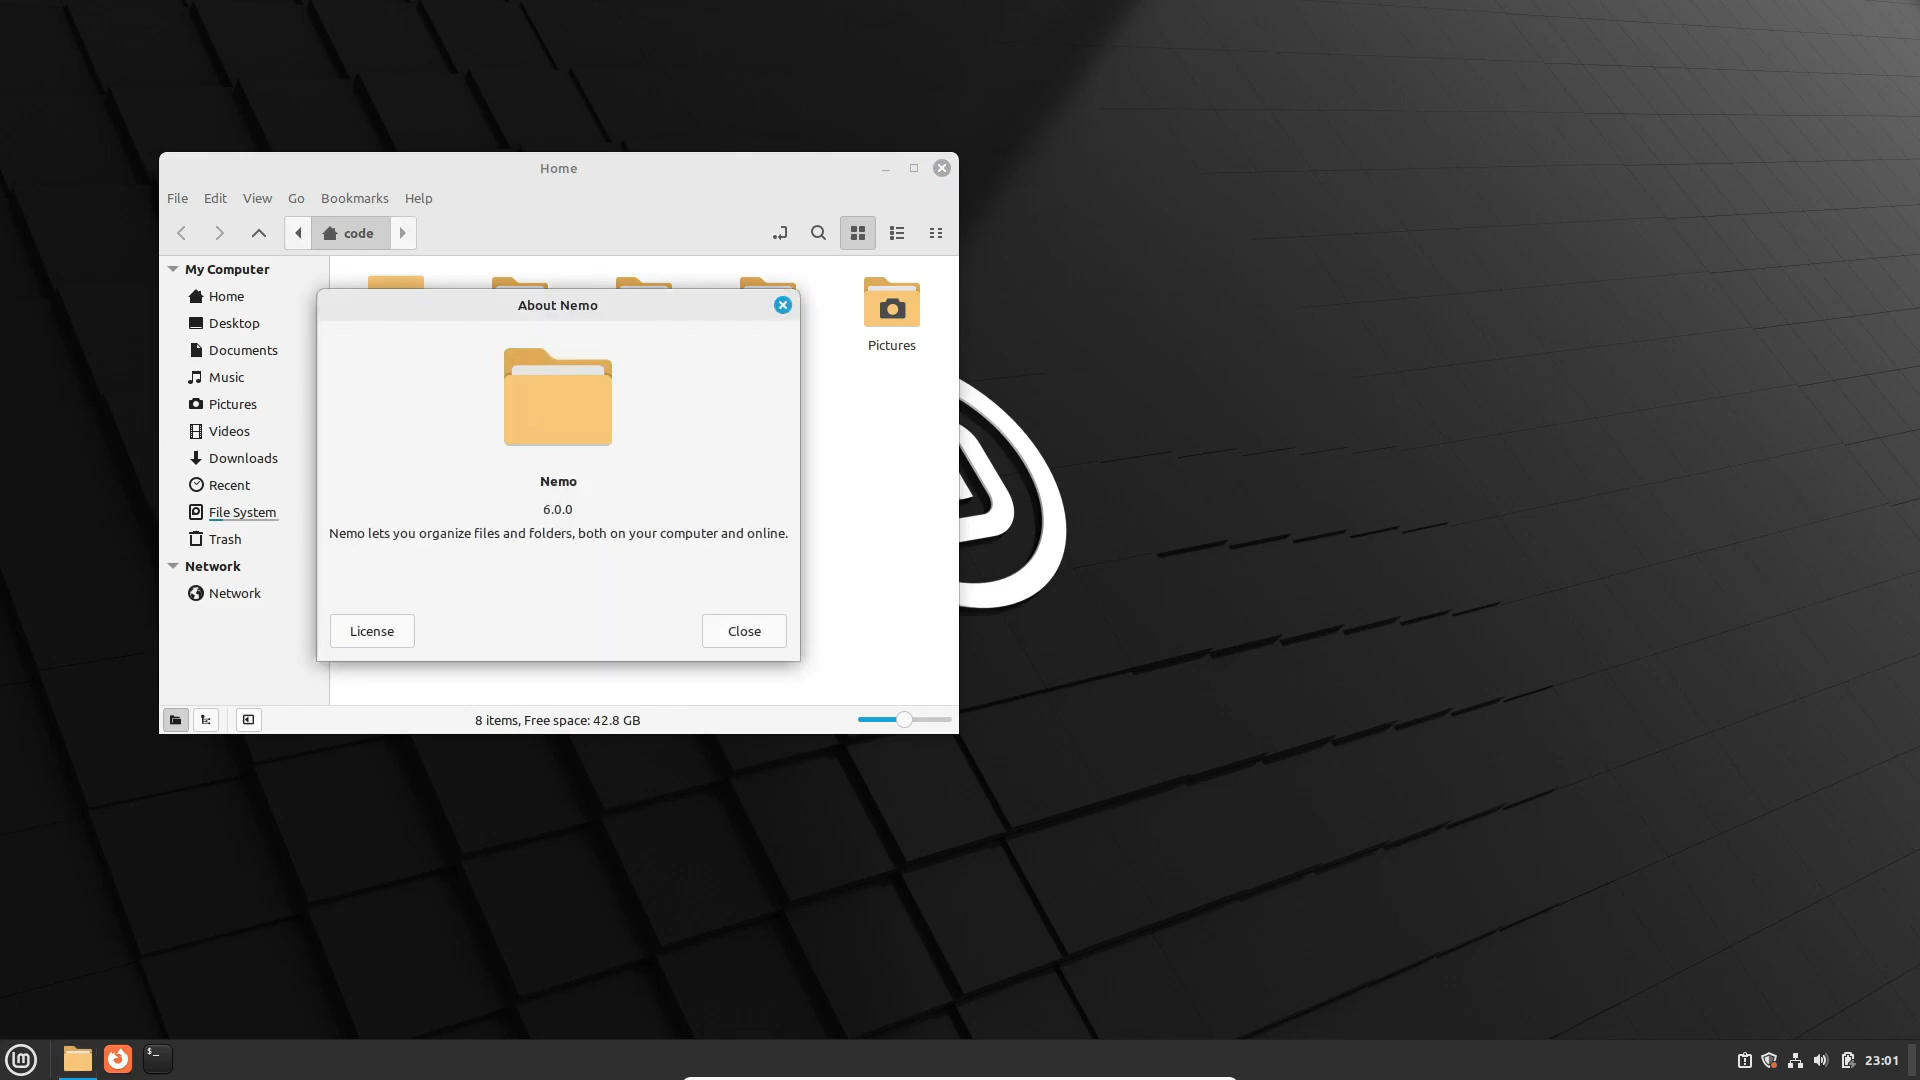 Home
File Edit View Go Bookmarks Help
code
My Computer
Home
Desktop
Documents
Music
Pictures
Videos
Downloads
Recent
File System
Trash
Network
Network
Pictures
About Nemo
Nemo
6.0.0
Nemo lets you organize files and folders, both on your computer and online.
License Close
8 items, Free space: 42.8 GB
$_
23:01